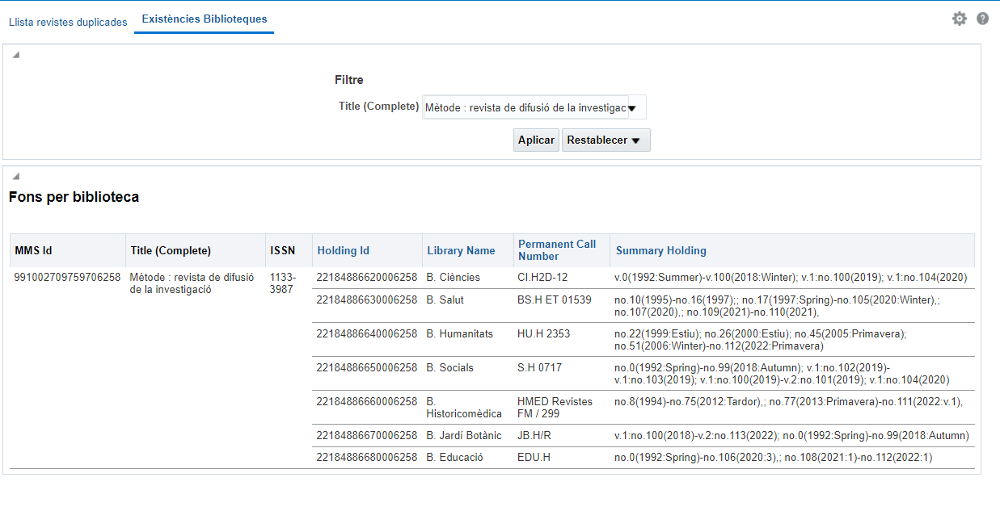 Llista revistes duplicades
Existències Biblioteques
Filtre
Title (Complete)
Mètode : revista de difusió de la investigac
Aplicar
Restablecer
Fons per biblioteca
MMS Id
Title (Complete)
ISSN
Holding Id
Library Name
Permanent Call
Number
Summary Holding
991002709759706258
Mètode : revista de difusió
de la investigació
1133-
3987
22184886620006258
B. Ciències
CI.H2D-12
v.0(1992:Summer)-v.100(2018:Winter); v.1:no.100(2019); v.1:no.104(2020)
22184886630006258
B. Salut
BS.H ET 01539
no.10(1995)-no.16(1997);; no.17(1997:Spring)-no.105(2020:Winter),;
no.107(2020),; no.109(2021)-no.110(2021),
22184886640006258
B. Humanitats
HU.H 2353
no.22(1999:Estiu); no.26(2000:Estiu); no.45(2005:Primavera);
no.51(2006:Winter)-no.112(2022:Primavera)
22184886650006258
B. Socials
S.H 0717
no.0(1992:Spring)-no.99(2018:Autumn); v.1:no.102(2019)-
v.1:no.103(2019); v.1:no.100(2019)-v.2:no.101(2019); v.1:no.104(2020)
22184886660006258
B.
Historicomèdica
HMED Revistes
FM / 299
no.8(1994)-no.75(2012:Tardor),; no.77(2013:Primavera)-no.111(2022:v.1),
22184886670006258
B. Jardí Botànic
JB.H/R
v.1:no.100(2018)-v.2:no.113(2022); no.0(1992:Spring)-no.99(2018:Autumn)
22184886680006258
B. Educació
EDU.H
no.0(1992:Spring)-no.106(2020:3),; no.108(2021:1)-no.112(2022:1)